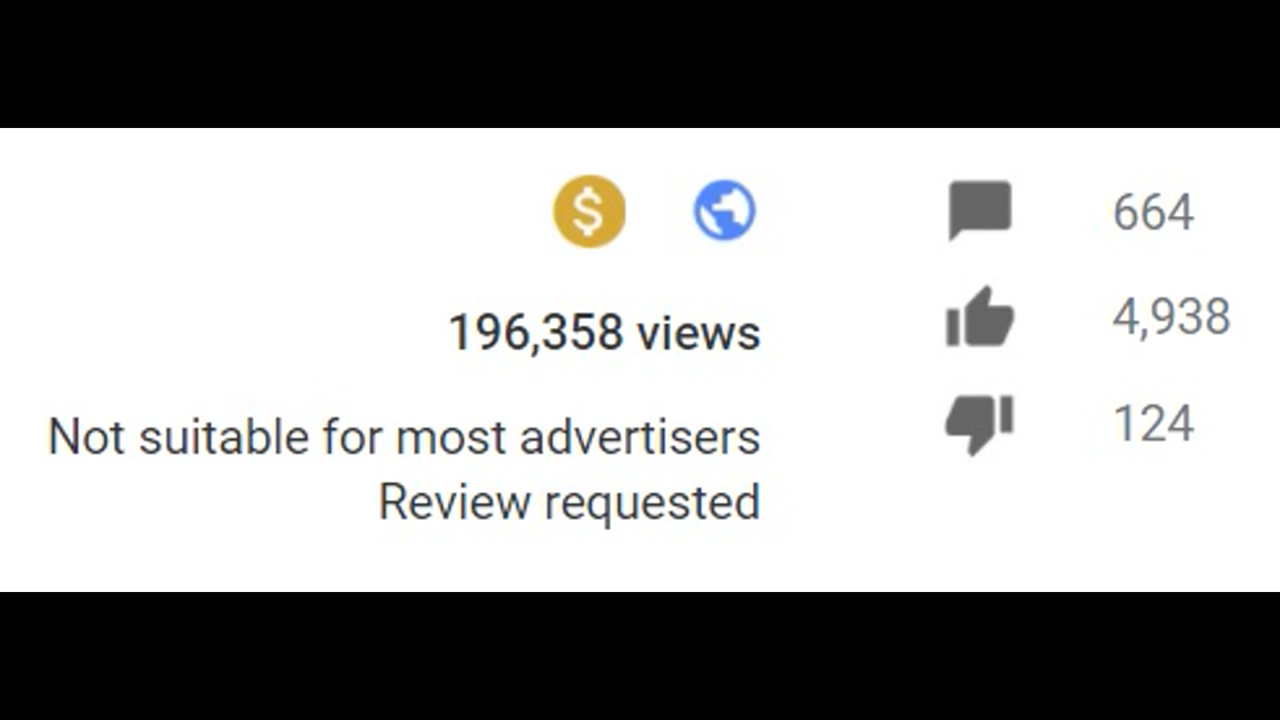 $
196,358 views
Not suitable for most advertisers
Review requested
664
4,938
124